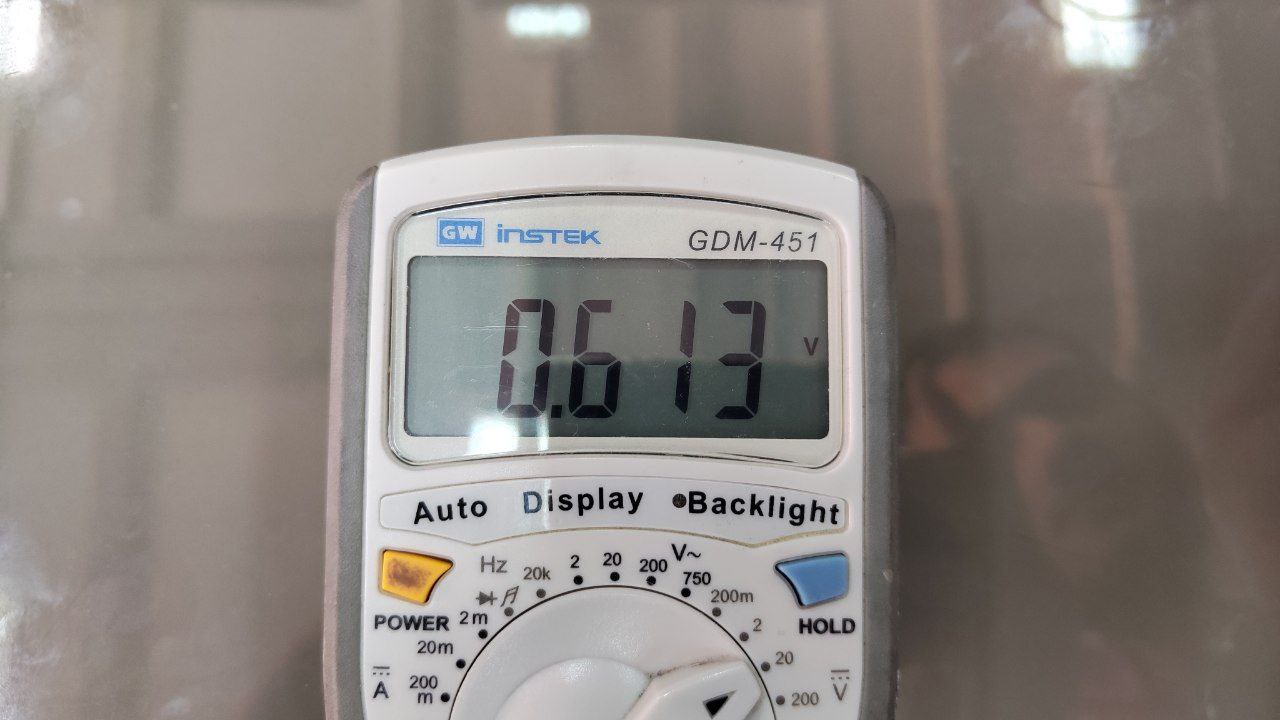 GW INSTEK GDM-451
0.613 V
Auto Display •Backlight
POWER HOLD
Hz 20k 2 20 200 V~ 750
2m 200m
20m 2
200m 20
A 200 V